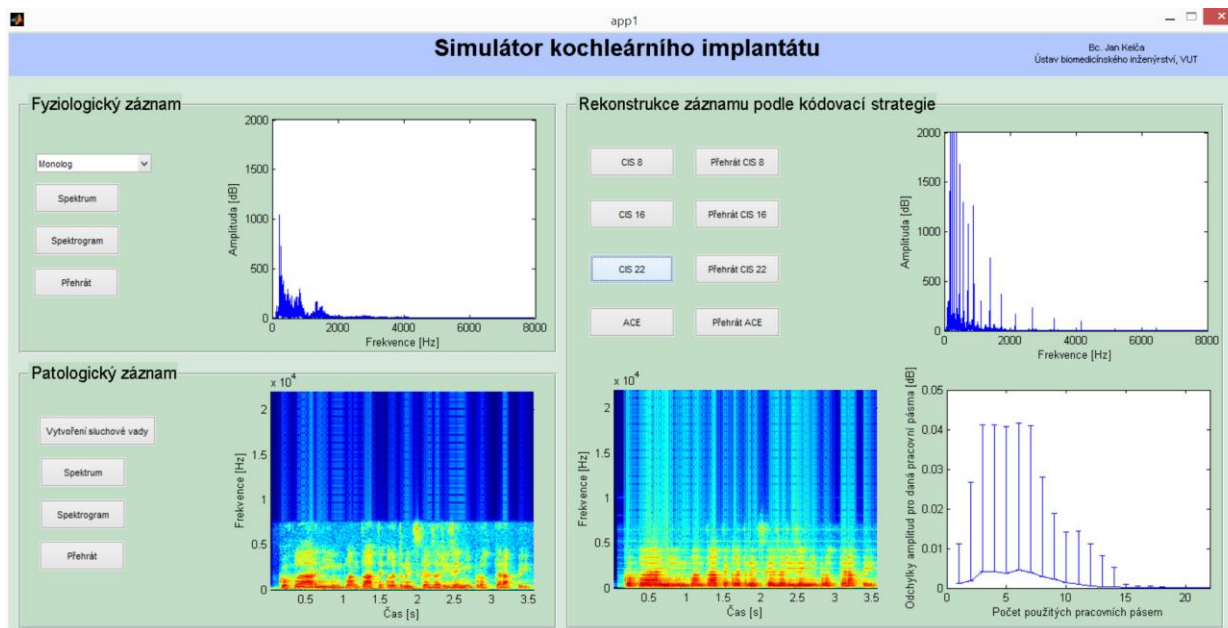 app1
Simulátor kochleárního implantátu
Bc. Jan Kelča
Ústav biomedicínského inženýrství, VUT
Fyziologický záznam
Monolog
Spektrum
Spektrogram
Přehrát
Amplituda [dB]
2000
1500
1000
500
0
0 2000 4000 6000 8000
Frekvence [Hz]
Patologický záznam
Vytvoření sluchové vady
Spektrum
Spektrogram
Přehrát
x 10^4
Frekvence [Hz]
2
1.5
1
0.5
0
0.5 1 1.5 2 2.5 3 3.5
Čas [s]
Rekonstrukce záznamu podle kódovací strategie
CIS 8 Přehrát CIS 8
CIS 16 Přehrát CIS 16
CIS 22 Přehrát CIS 22
ACE Přehrát ACE
Amplituda [dB]
2000
1500
1000
500
0
0 2000 4000 6000 8000
Frekvence [Hz]
x 10^4
Frekvence [Hz]
2
1.5
1
0.5
0
0.5 1 1.5 2 2.5 3 3.5
Čas [s]
Odchylky amplitud pro daná pracovní pásma [dB]
0.05
0.04
0.03
0.02
0.01
0
0 5 10 15 20
Počet použitých pracovních pásem